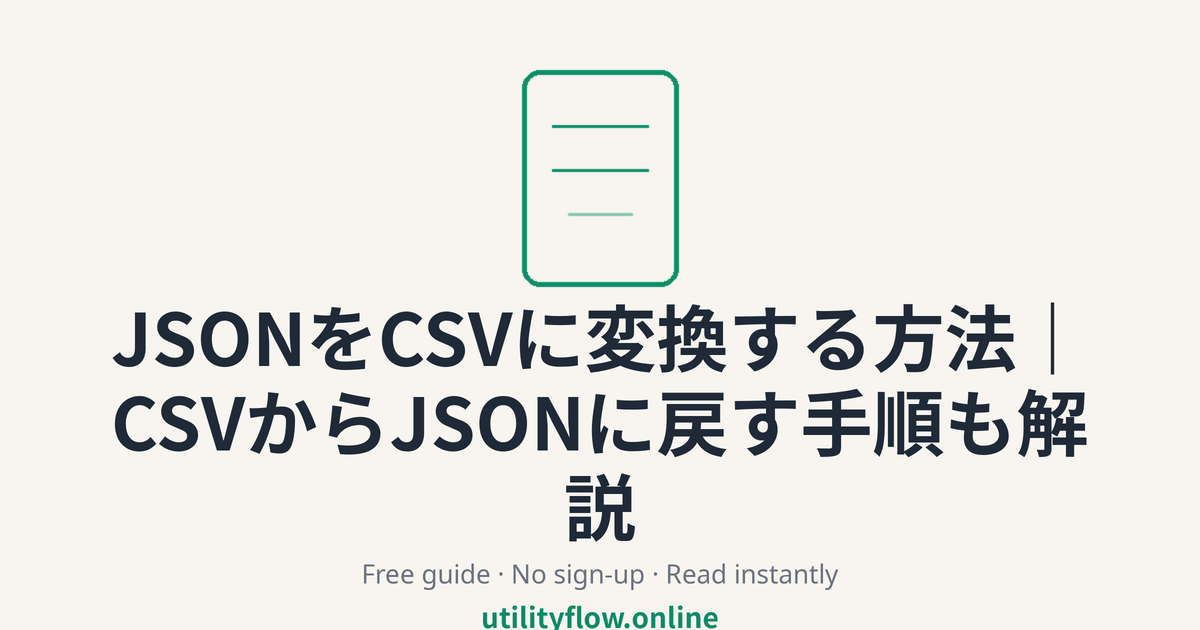 JSONをCSVに変換する方法｜
CSVからJSONに戻す手順も解
説
Free guide · No sign-up · Read instantly
utilityflow.online